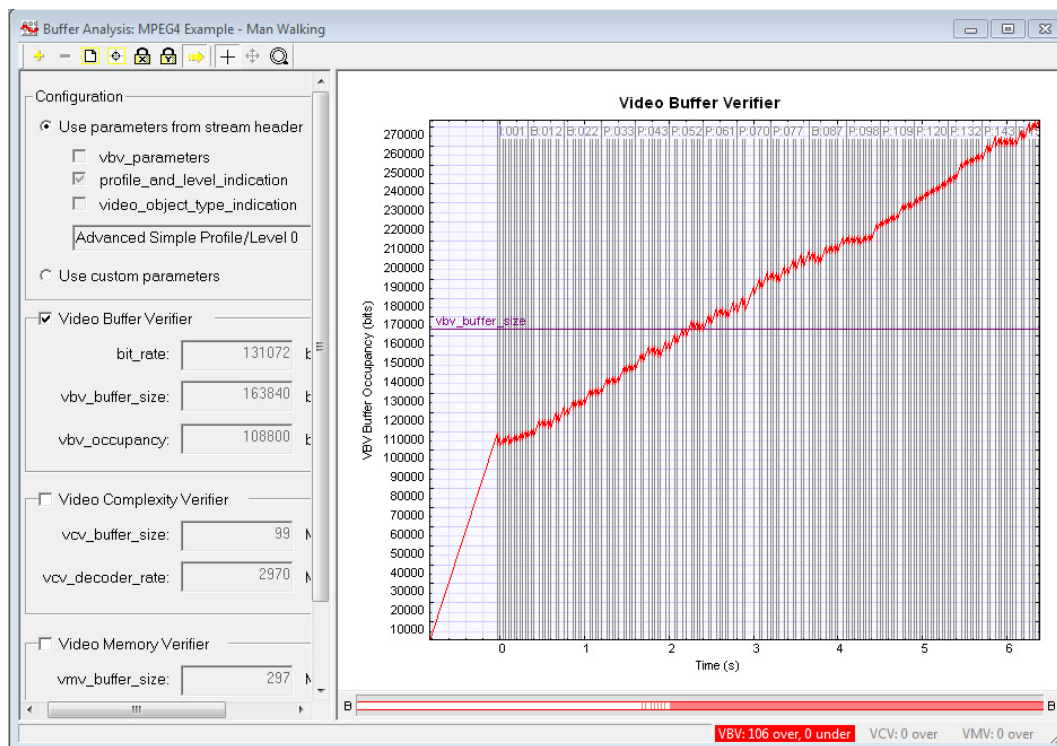 Buffer Analysis: MPEG4 Example - Man Walking
Configuration
Use parameters from stream header
vbv_parameters
profile_and_level_indication
video_object_type_indication
Advanced Simple Profile/Level 0
Use custom parameters
Video Buffer Verifier
bit_rate: 131072 b
vbv_buffer_size: 163840 b
vbv_occupancy: 108800 b
Video Complexity Verifier
vcv_buffer_size: 99 M
vcv_decoder_rate: 2970 M
Video Memory Verifier
vmv_buffer_size: 297 M
Video Buffer Verifier
I:001 B:012 B:022 P:033 P:043 P:052 P:061 P:070 P:077 B:087 P:098 P:109 P:120 P:132 P:143
270000
260000
250000
240000
230000
220000
210000
200000
190000
180000
170000
160000
150000
140000
130000
120000
110000
100000
90000
80000
70000
60000
50000
40000
30000
20000
10000
VBV Buffer Occupancy (bits)
vbv_buffer_size
0 1 2 3 4 5 6
Time (s)
B B
VBV: 106 over, 0 under VCV: 0 over VMV: 0 over